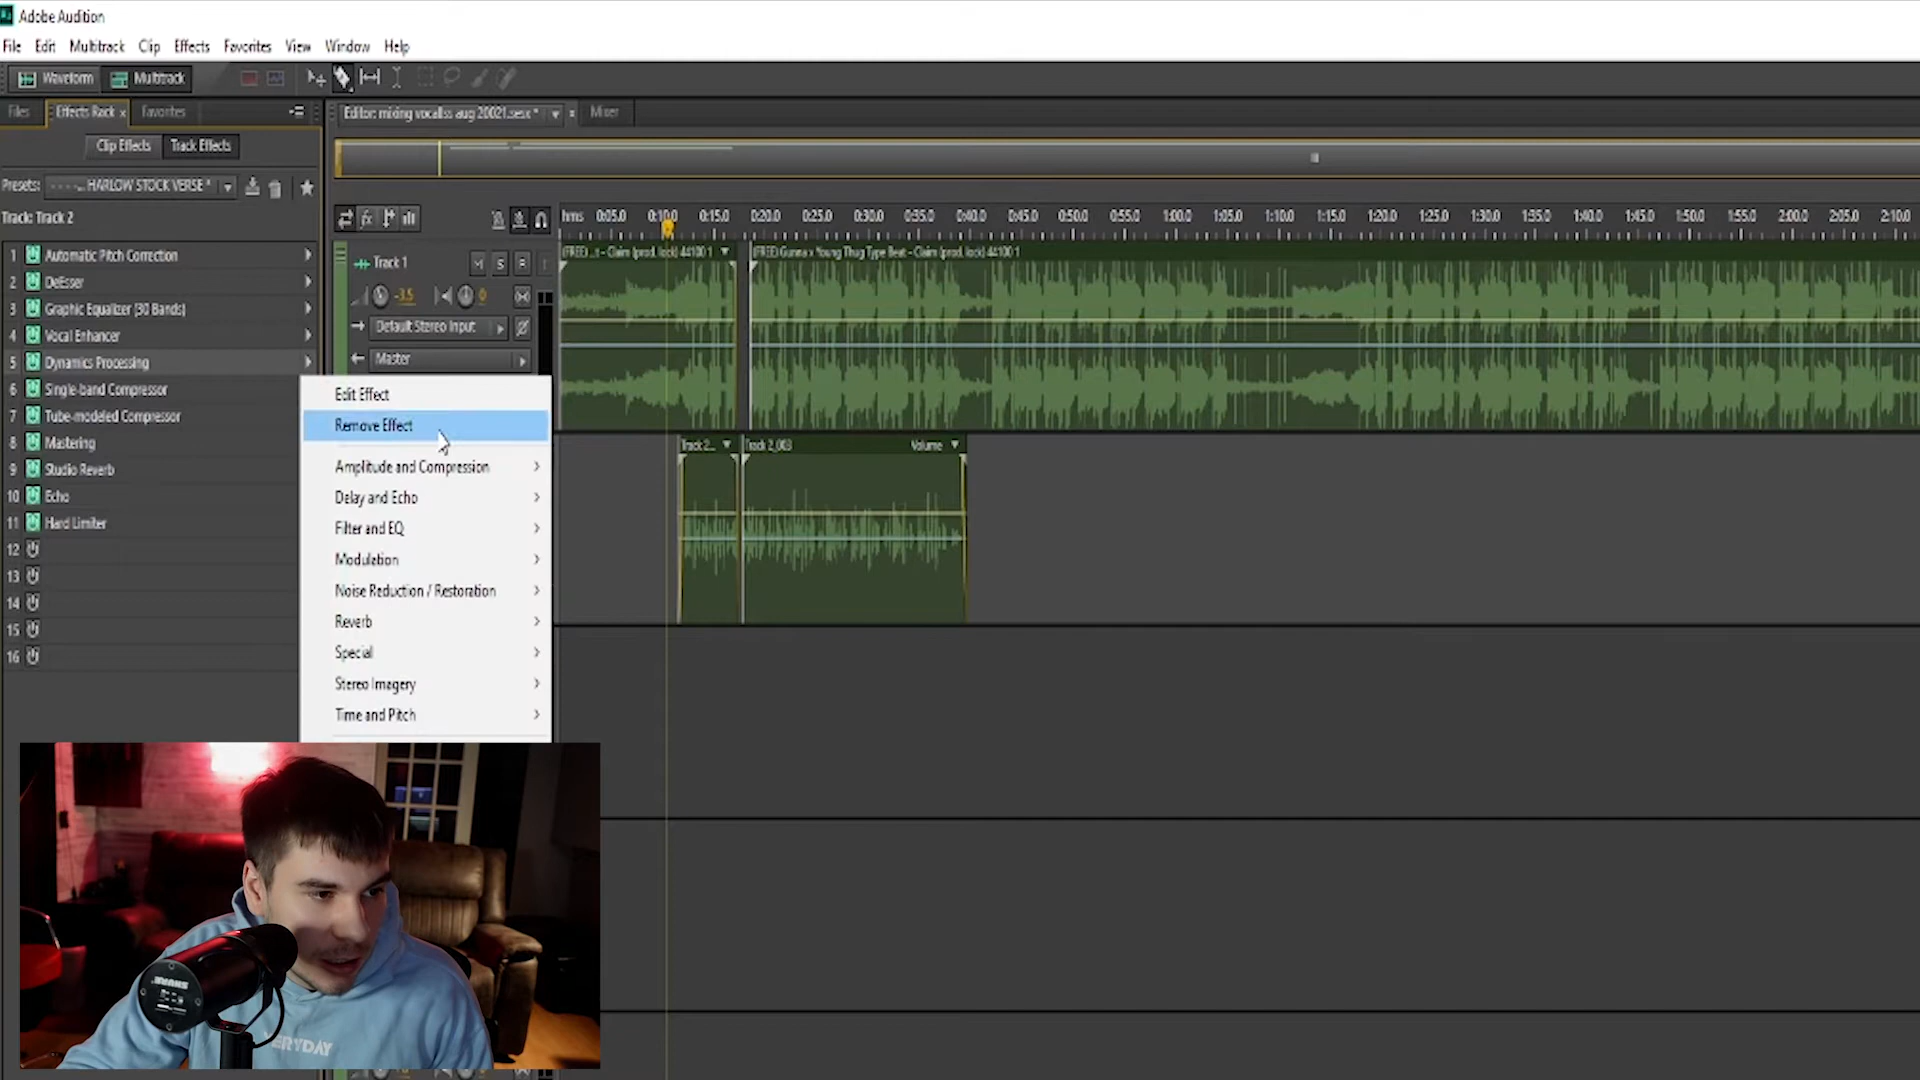 Adobe Audition
File Edit Multitrack Clip Effects Favorites View Window Help
Waveform Multitrack
Files Effects Rack × Favorites
Editor: mixing vocallss aug 20021.sesx * × Mixer
Clip Effects Track Effects
Presets: ----... HARLOW STOCK VERSE *
Track: Track 2
hms 0:05.0 0:10.0 0:15.0 0:20.0 0:25.0 0:30.0 0:35.0 0:40.0 0:45.0 0:50.0 0:55.0 1:00.0 1:05.0 1:10.0 1:15.0 1:20.0 1:25.0 1:30.0 1:35.0 1:40.0 1:45.0 1:50.0 1:55.0 2:00.0 2:05.0 2:10.0
1 Automatic Pitch Correction
2 DeEsser
3 Graphic Equalizer (30 Bands)
4 Vocal Enhancer
5 Dynamics Processing
6 Single-band Compressor
7 Tube-modeled Compressor
8 Mastering
9 Studio Reverb
10 Echo
11 Hard Limiter
12
13
14
15
16
Track 1 M S R I
-3.5 0
Default Stereo Input
Master
(FREE) ...t - Claim (prod. lock) 44100 1
(FREE) Gunna x Young Thug Type Beat - Claim (prod. lock) 44100 1
Track 2...
Track 2_003 Volume
Edit Effect
Remove Effect
Amplitude and Compression
Delay and Echo
Filter and EQ
Modulation
Noise Reduction / Restoration
Reverb
Special
Stereo Imagery
Time and Pitch
SHURE
ERYDAY